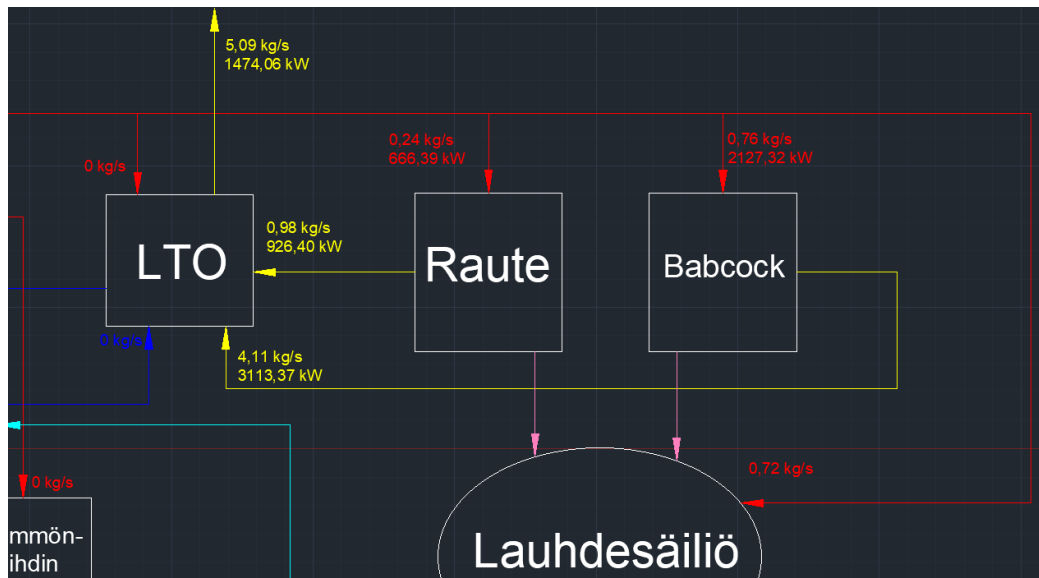 5,09 kg/s
1474,06 kW
0 kg/s
0,24 kg/s
666,39 kW
0,76 kg/s
2127,32 kW
LTO
0,98 kg/s
926,40 kW
Raute
Babcock
0 kg/s
4,11 kg/s
3113,37 kW
0 kg/s
0,72 kg/s
mmön-
ihdin
Lauhdesäiliö